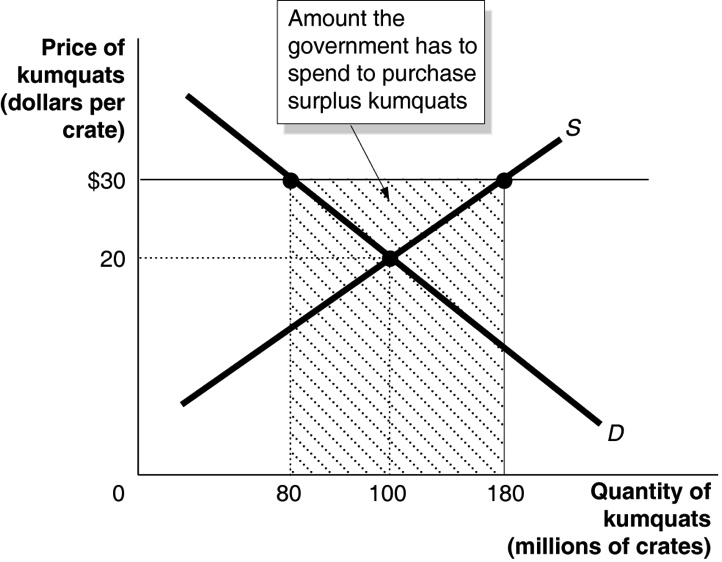 Amount the
government has to
spend to purchase
surplus kumquats
Price of
kumquats
(dollars per
crate)
S
$30
20
D
0
80
100
180
Quantity of
kumquats
(millions of crates)